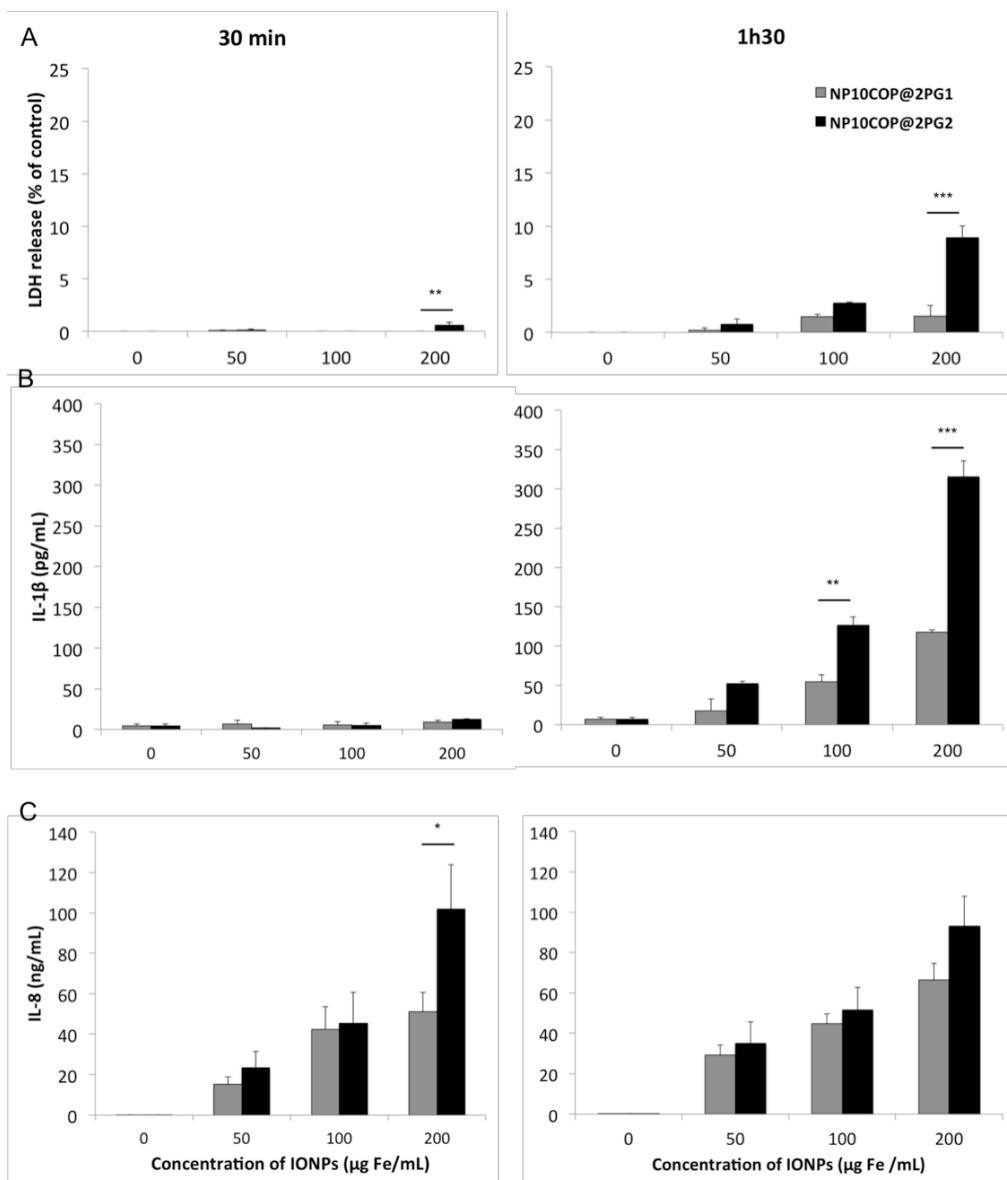 A
30 min
1h30
LDH release (% of control)
25
20
15
10
5
0
**
0 50 100 200
25
20
15
10
5
0
NP10COP@2PG1
NP10COP@2PG2
***
0 50 100 200
B
IL-1β (pg/mL)
400
350
300
250
200
150
100
50
0
0 50 100 200
400
350
300
250
200
150
100
50
0
**
***
0 50 100 200
C
IL-8 (ng/mL)
140
120
100
80
60
40
20
0
*
0 50 100 200
Concentration of IONPs (µg Fe/mL)
140
120
100
80
60
40
20
0
0 50 100 200
Concentration of IONPs (µg Fe /mL)